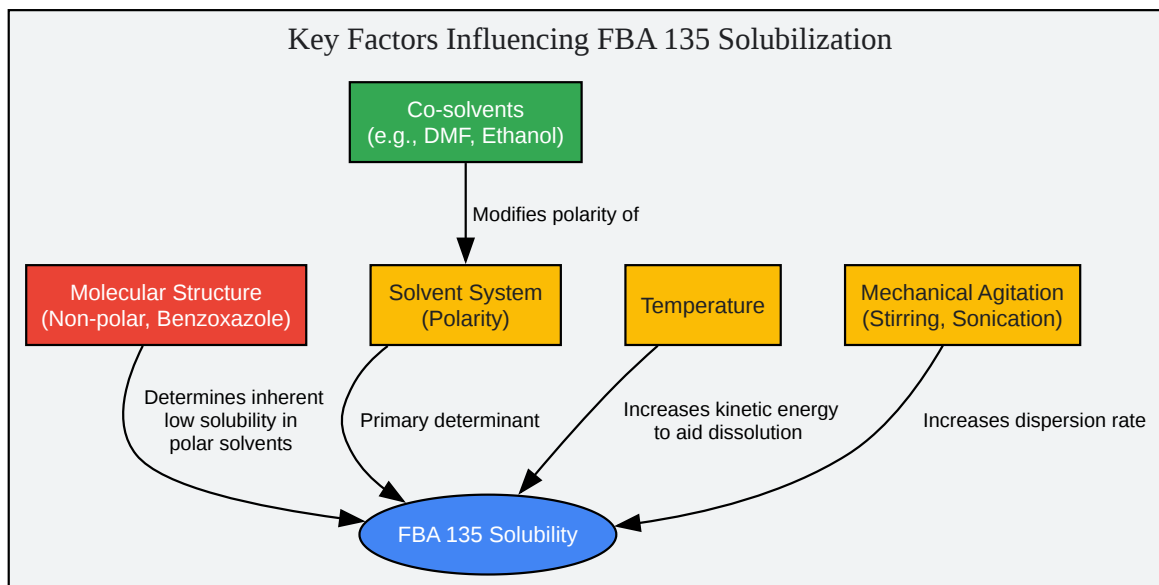 Key Factors Influencing FBA 135 Solubilization
Co-solvents
(e.g., DMF, Ethanol)
Modifies polarity of
Molecular Structure
(Non-polar, Benzoxazole)
Solvent System
(Polarity)
Temperature
Mechanical Agitation
(Stirring, Sonication)
Determines inherent
low solubility in
polar solvents
Primary determinant
Increases kinetic energy
to aid dissolution
Increases dispersion rate
FBA 135 Solubility